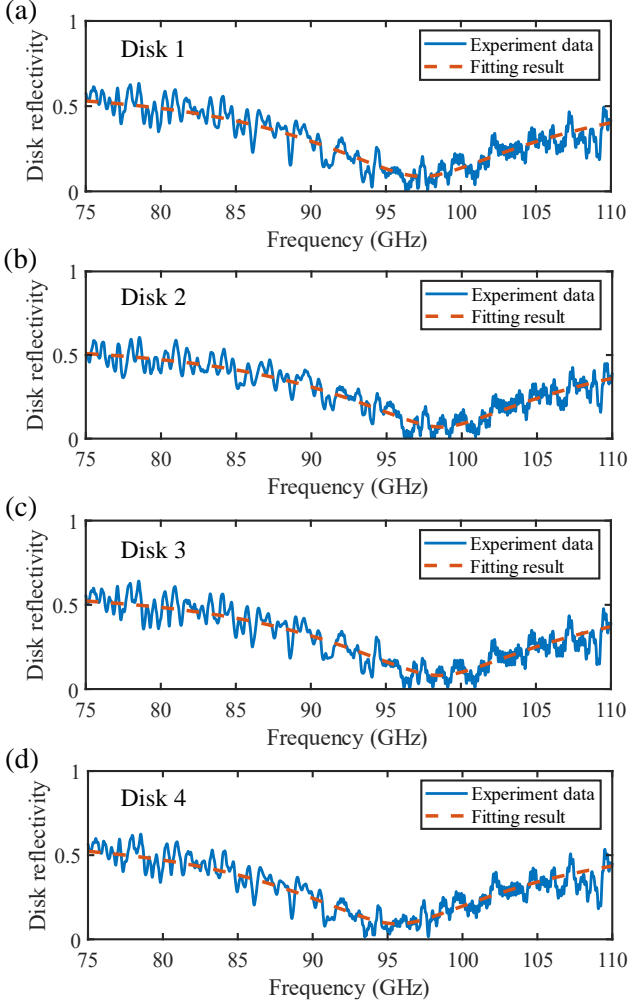 (a)
Disk 1
Experiment data
Fitting result
Disk reflectivity
1
0.5
0
75 80 85 90 95 100 105 110
Frequency (GHz)
(b)
Disk 2
Experiment data
Fitting result
Disk reflectivity
1
0.5
0
75 80 85 90 95 100 105 110
Frequency (GHz)
(c)
Disk 3
Experiment data
Fitting result
Disk reflectivity
1
0.5
0
75 80 85 90 95 100 105 110
Frequency (GHz)
(d)
Disk 4
Experiment data
Fitting result
Disk reflectivity
1
0.5
0
75 80 85 90 95 100 105 110
Frequency (GHz)